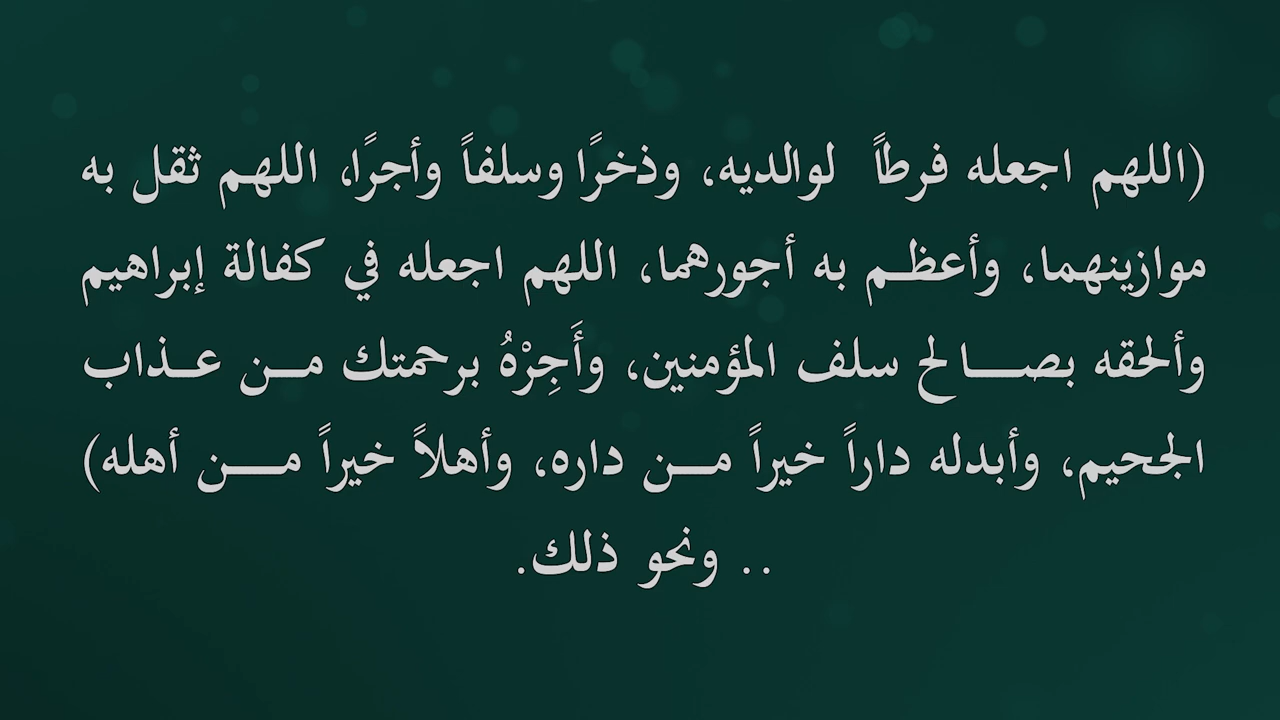 (اللهم اجعله فرطاً لوالديه، وذخرًا وسلفاً وأجرًا، اللهم ثقل به
موازينهما، وأعظم به أجورهما، اللهم اجعله في كفالة إبراهيم
وألحقه بصالح سلف المؤمنين، وأَجِرْهُ برحمتك من عذاب
الجحيم، وأبدله داراً خيراً من داره، وأهلاً خيراً من أهله)
.. ونحو ذلك.